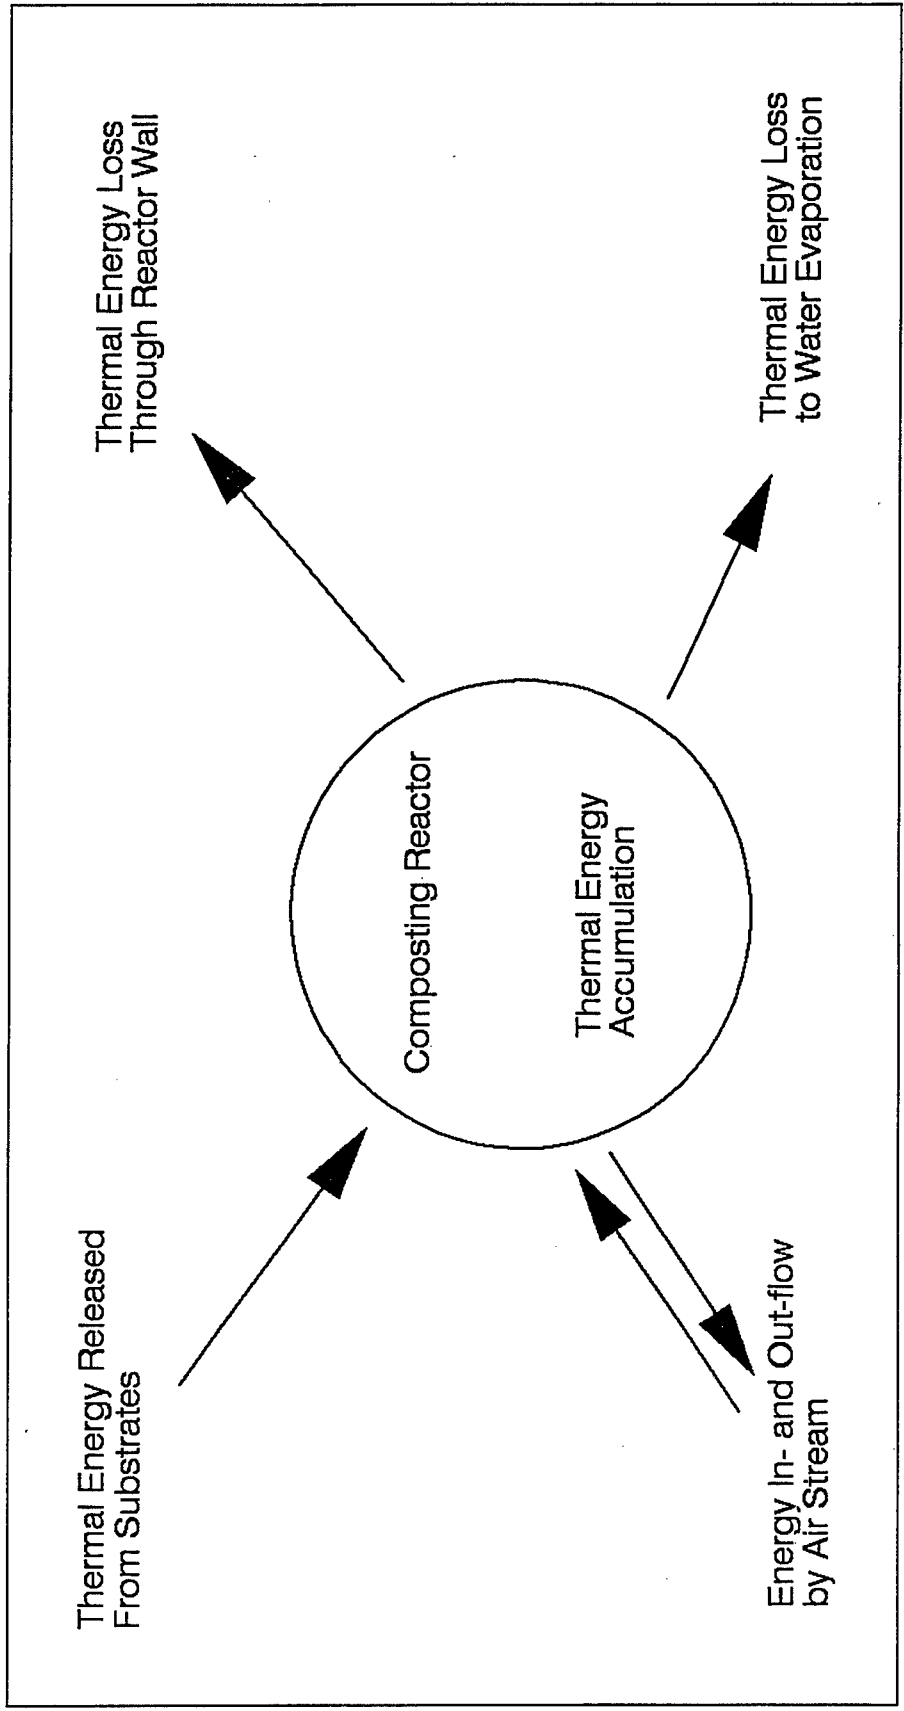 Thermal Energy Released
From Substrates
Thermal Energy Loss
Through Reactor Wall
Composting Reactor
Thermal Energy
Accumulation
Energy In- and Out-flow
by Air Stream
Thermal Energy Loss
to Water Evaporation